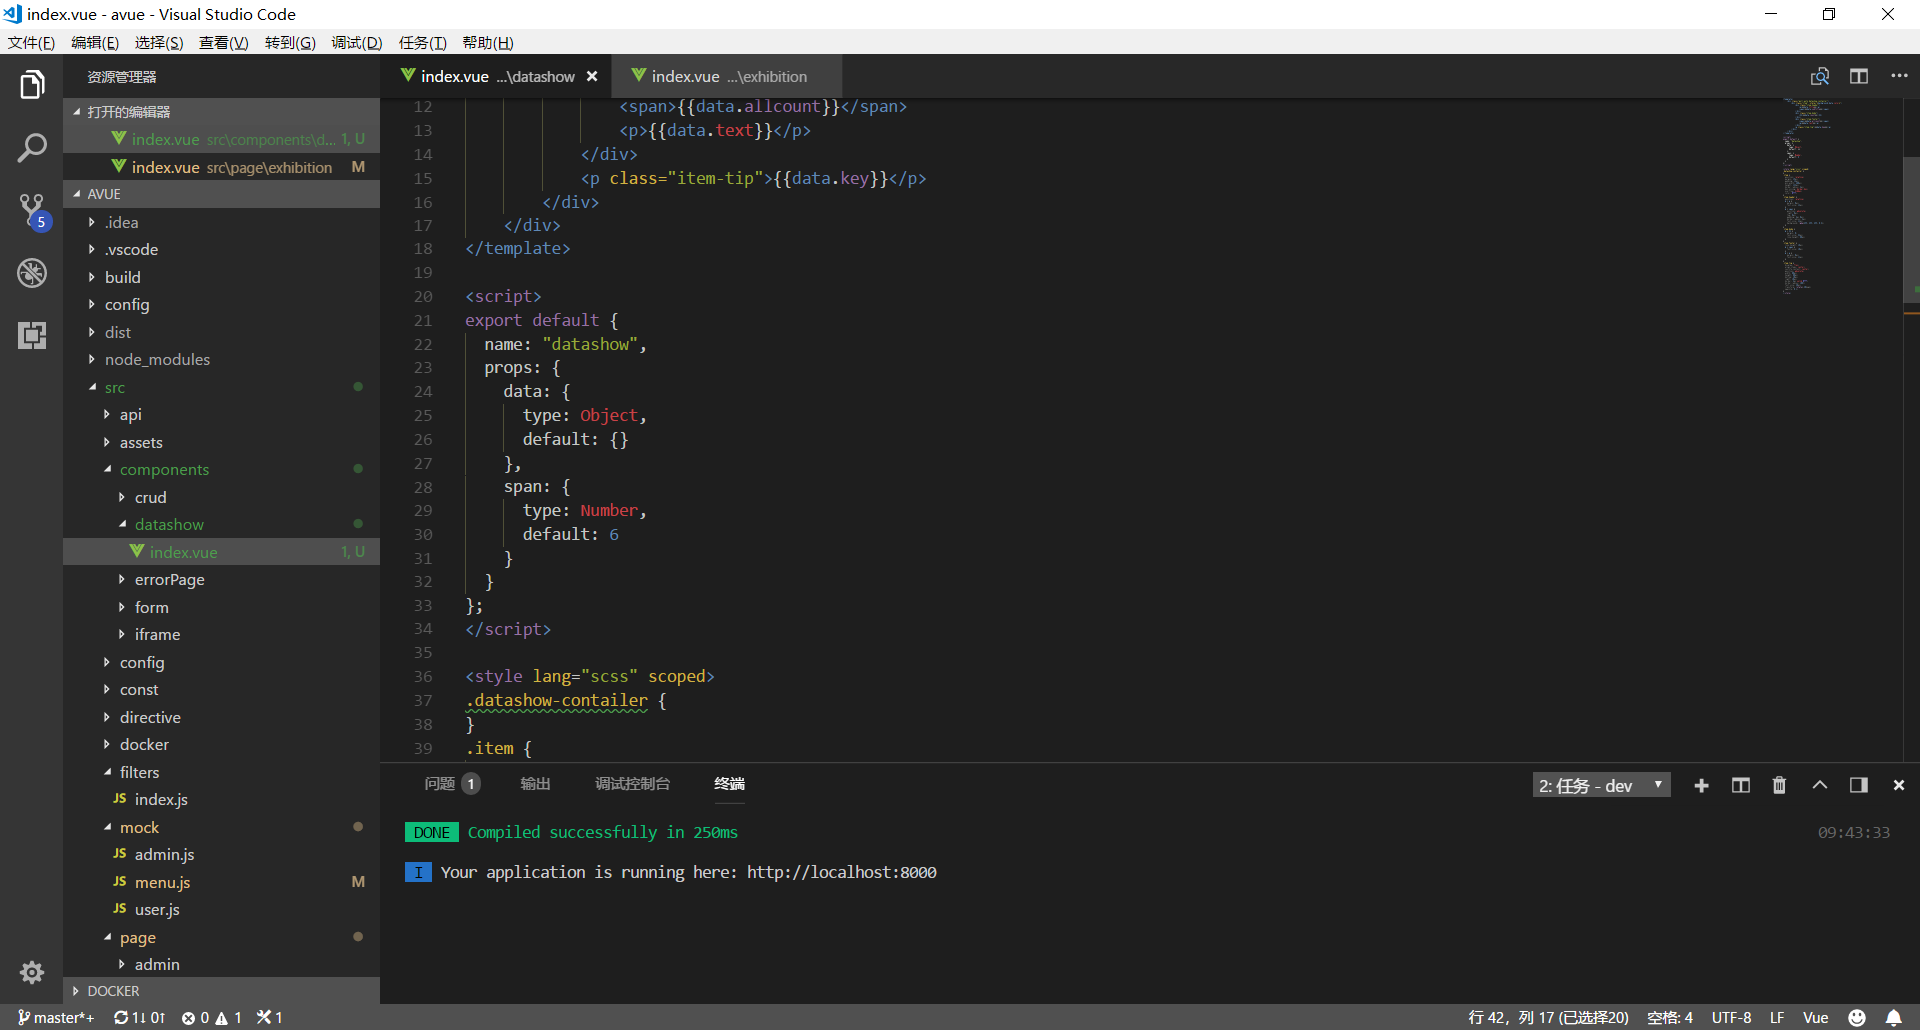 index.vue - avue - Visual Studio Code
文件(F) 编辑(E) 选择(S) 查看(V) 转到(G) 调试(D) 任务(T) 帮助(H)
资源管理器
打开的编辑器
index.vue src\components\d... 1, U
index.vue src\page\exhibition M
AVUE
.idea
.vscode
build
config
dist
node_modules
src
api
assets
components
crud
datashow
index.vue 1, U
errorPage
form
iframe
config
const
directive
docker
filters
JS index.js
mock
JS admin.js
JS menu.js M
JS user.js
page
admin
DOCKER
5
index.vue ...\datashow
index.vue ...\exhibition
12 <span>{{data.allcount}}</span>
13 <p>{{data.text}}</p>
14 </div>
15 <p class="item-tip">{{data.key}}</p>
16 </div>
17 </div>
18 </template>
19
20 <script>
21 export default {
22 name: "datashow",
23 props: {
24 data: {
25 type: Object,
26 default: {}
27 },
28 span: {
29 type: Number,
30 default: 6
31 }
32 }
33 };
34 </script>
35
36 <style lang="scss" scoped>
37 .datashow-contailer {
38 }
39 .item {
问题 1 输出 调试控制台 终端
2: 任务 - dev
DONE Compiled successfully in 250ms 09:43:33
I Your application is running here: http://localhost:8000
master*+ 1↓ 0↑ 0 1 1 行 42，列 17 (已选择20) 空格: 4 UTF-8 LF Vue